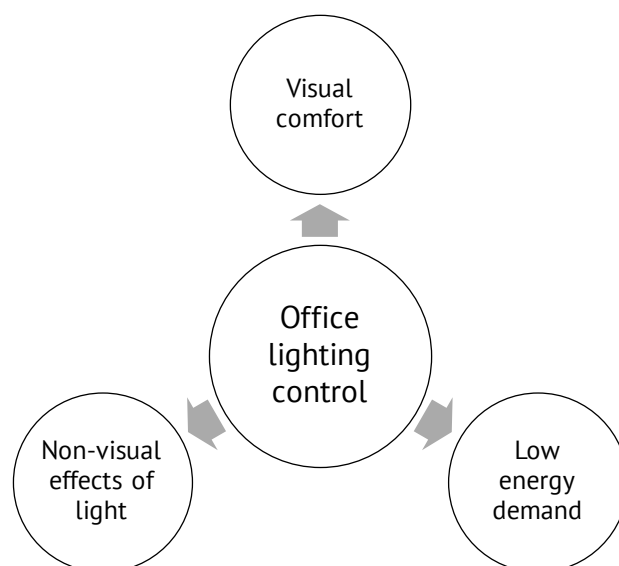 Visual
comfort
Office
lighting
control
Non-visual
effects of
light
Low
energy
demand